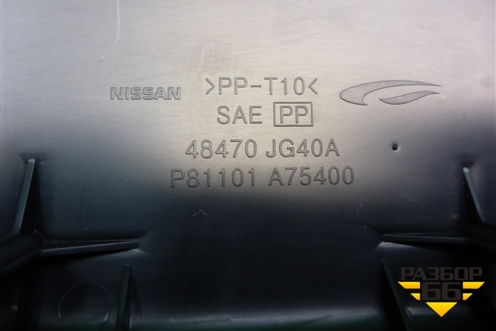 NISSAN >PP-T10<
SAE PP
48470 JG40A
P81101 A75400
РАЗБОР
66